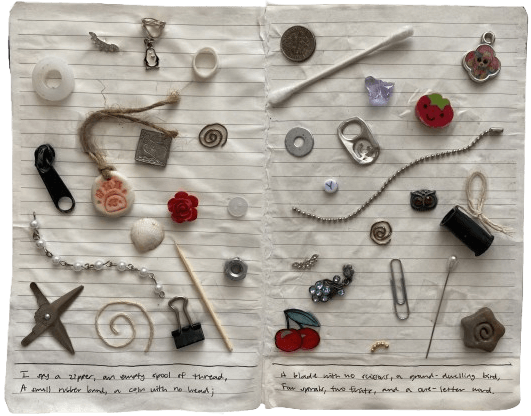 I spy a zipper, an empty spool of thread,
A small rubber band, a coin with no head;
A blade with no scissors, a ground-dwelling bird,
Four spirals, two fruits, and a one-letter word.
Y